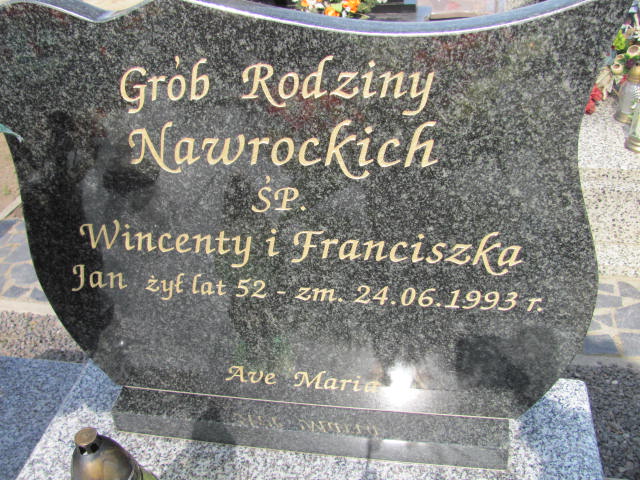 Grób Rodziny
Nawrockich
ŚP.
Wincenty i Franciszka
Jan żył lat 52 - zm. 24.06.1993 r.
Ave Maria